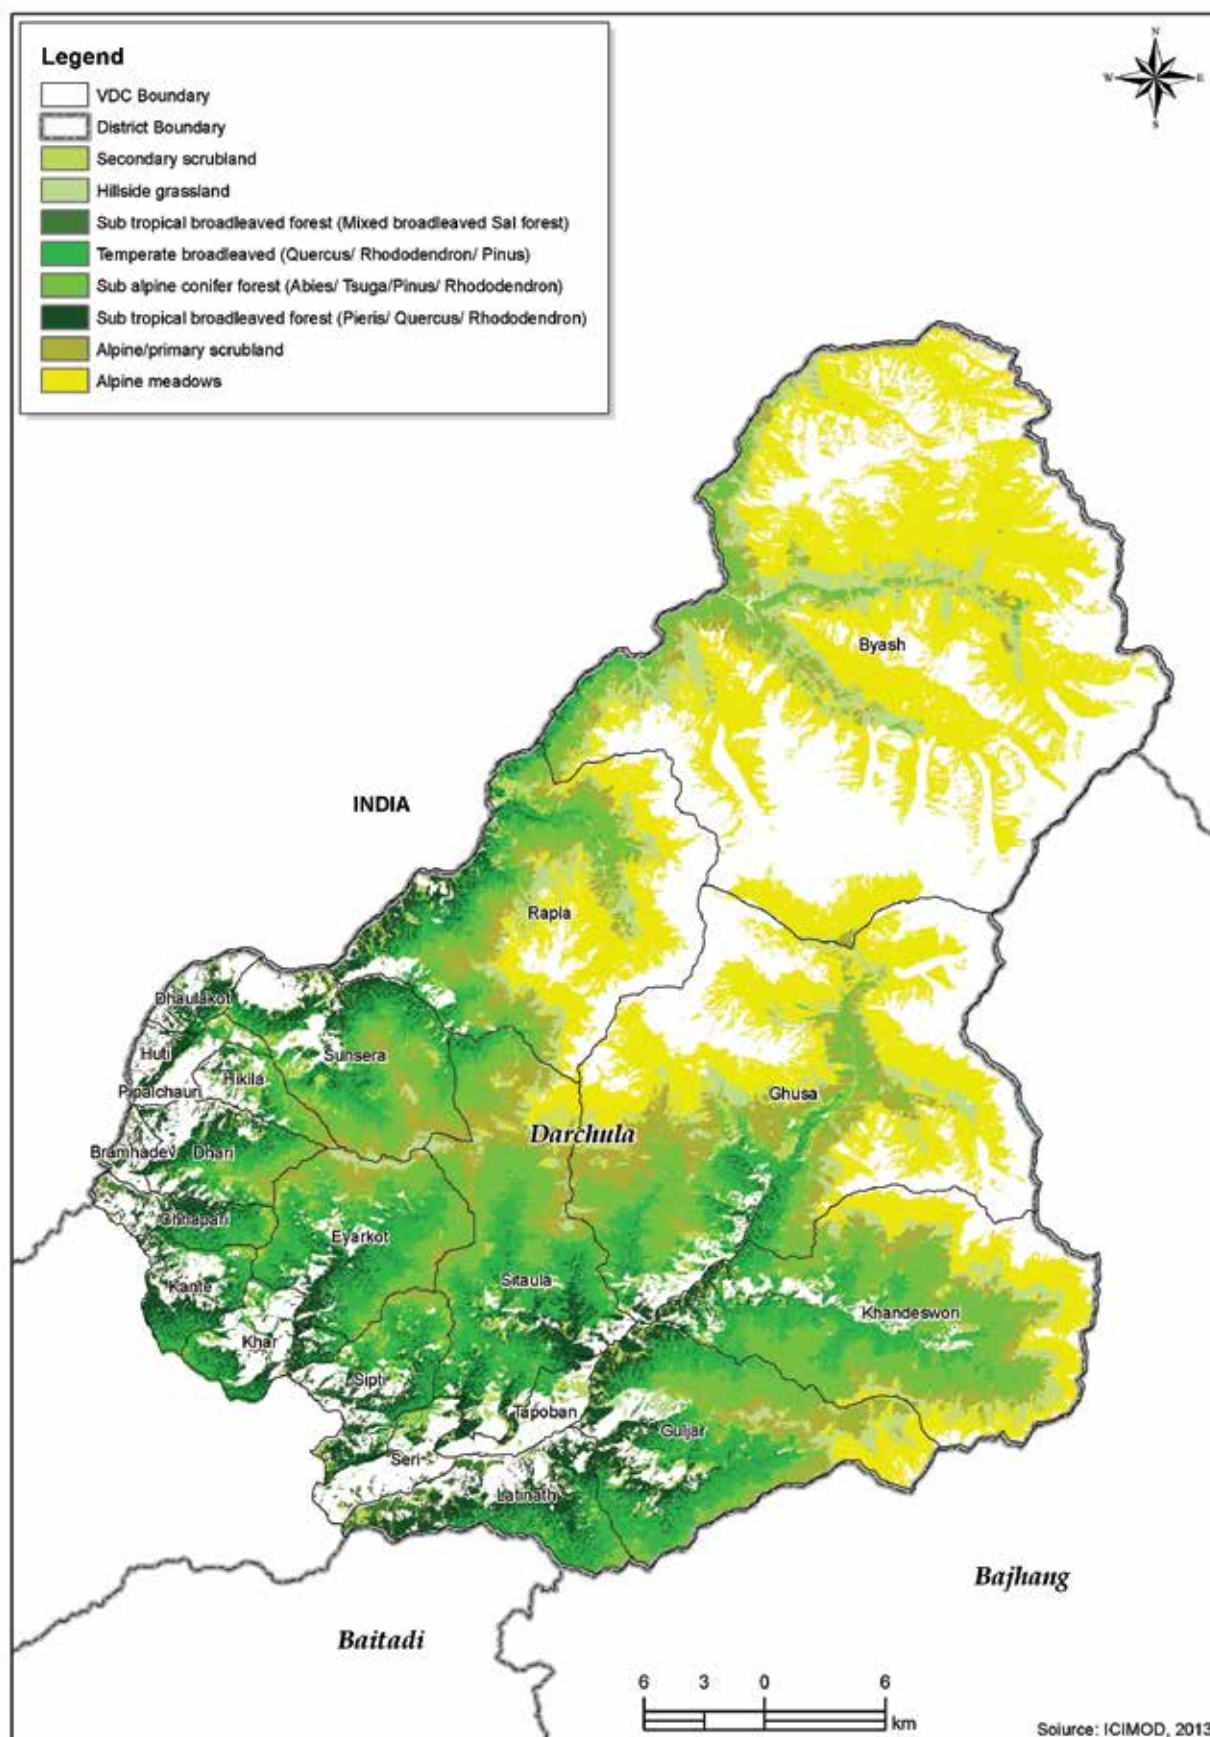 Legend
VDC Boundary
District Boundary
Secondary scrubland
Hillside grassland
Sub tropical broadleaved forest (Mixed broadleaved Sal forest)
Temperate broadleaved (Quercus/ Rhododendron/ Pinus)
Sub alpine conifer forest (Abies/ Tsuga/Pinus/ Rhododendron)
Sub tropical broadleaved forest (Pieris/ Quercus/ Rhododendron)
Alpine/primary scrubland
Alpine meadows
N
W
E
S
Byash
INDIA
Rapla
Dhaulakot
Huti
Sunsera
Hikila
Pipalchauri
Ghusa
Darchula
Bramhadev
Dhari
Chhapari
Eyarkot
Sitaula
Kante
Khandeswori
Khar
Sipti
Tapoban
Guljar
Seri
Latinath
Bajhang
Baitadi
6 3 0 6
km
Soiurce: ICIMOD, 2013